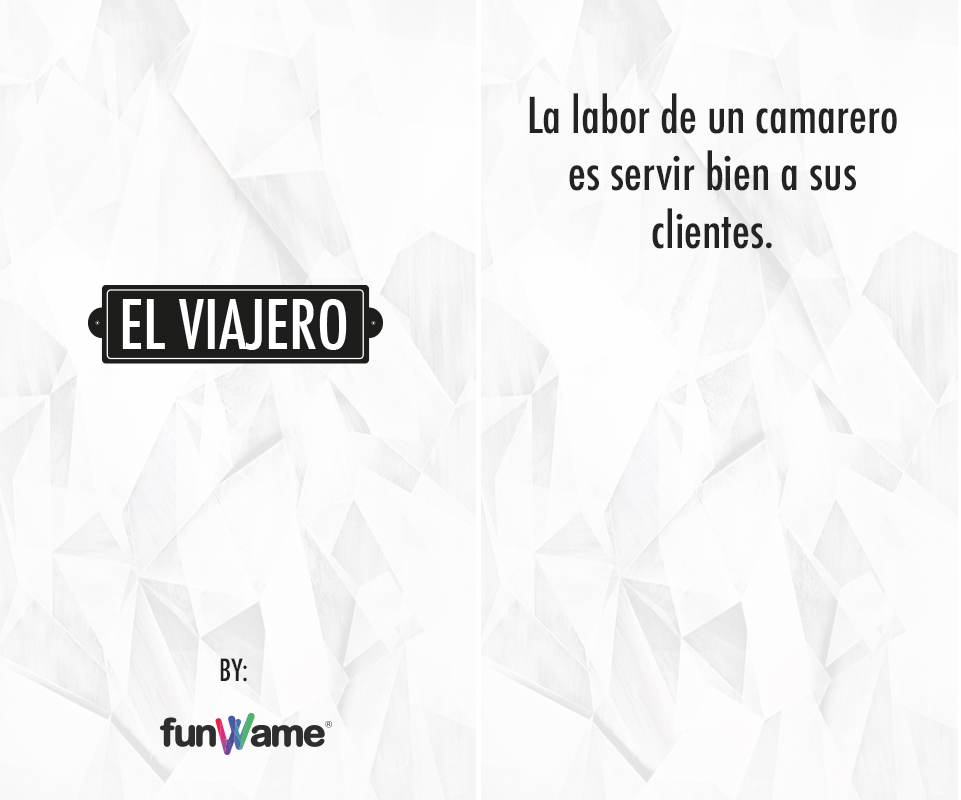 EL VIAJERO
BY:
funWame®
La labor de un camarero
es servir bien a sus
clientes.